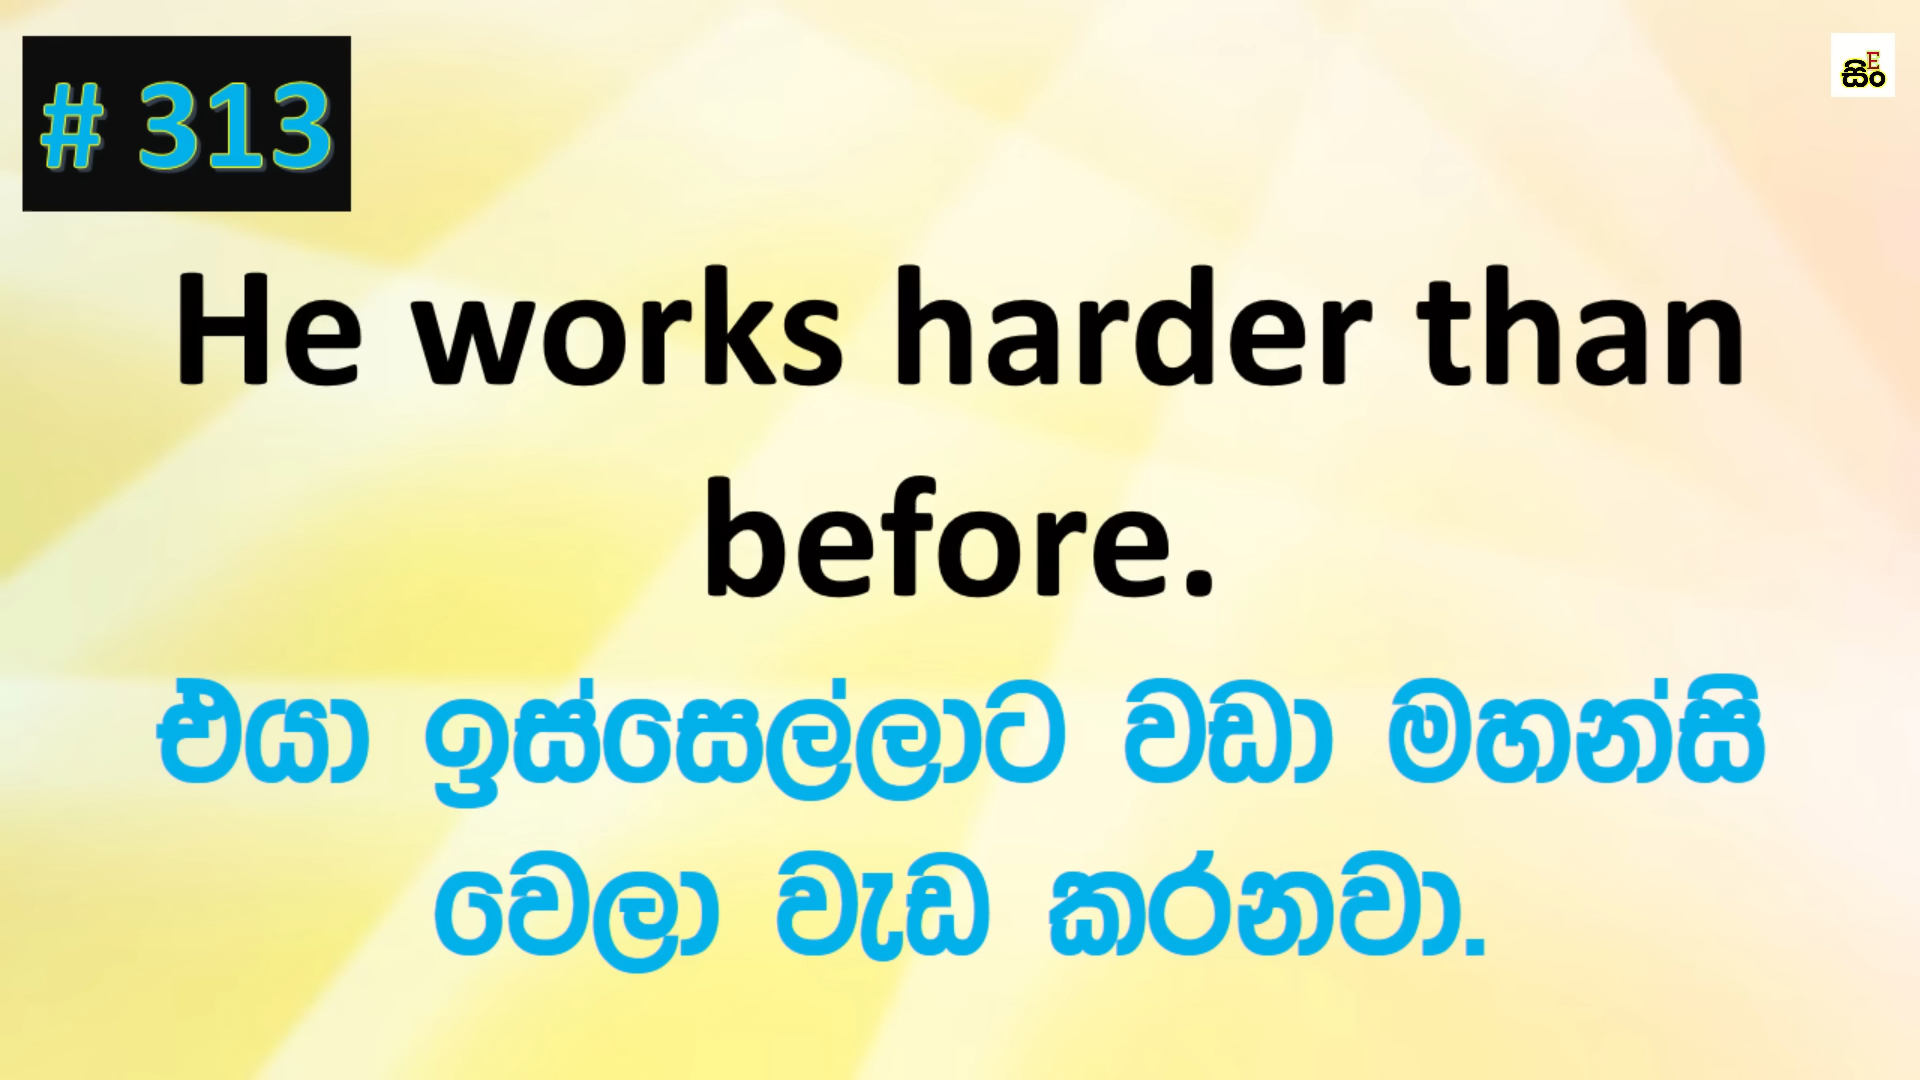 # 313
සිංE
He works harder than
before.
එයා ඉස්සෙල්ලාට වඩා මහන්සි
වෙලා වැඩ කරනවා.